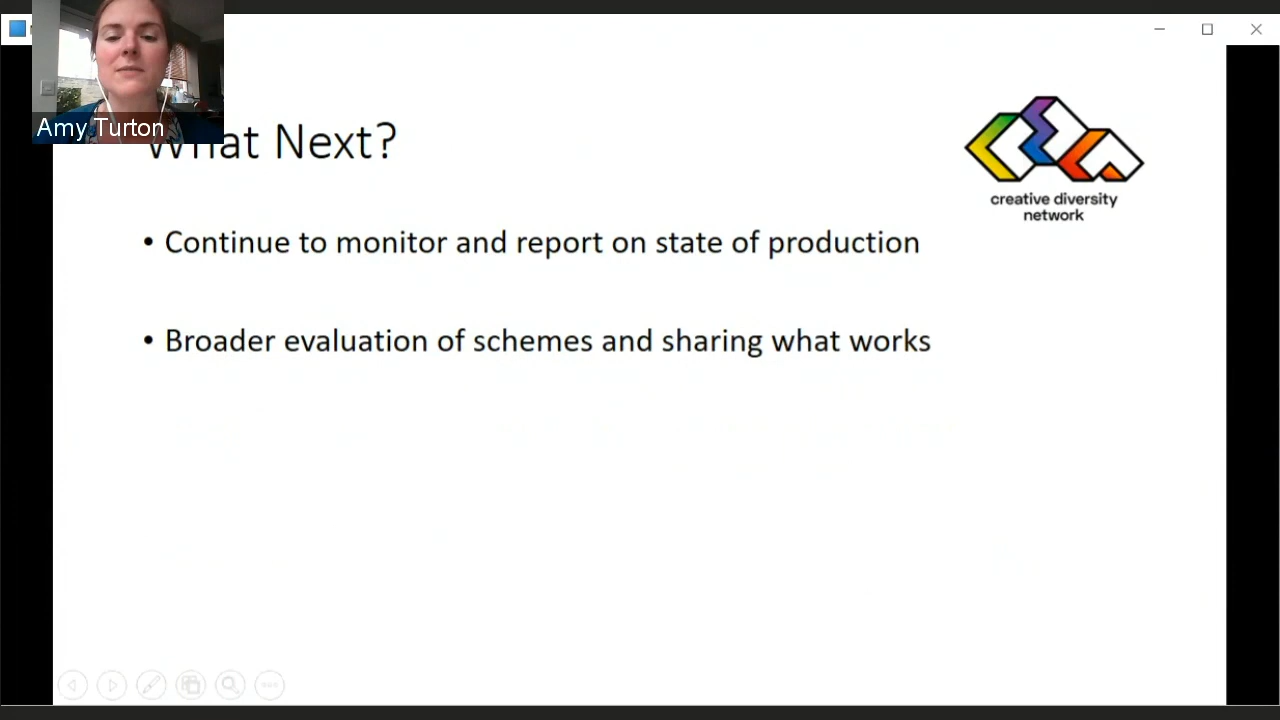 Amy Turton
What Next?
creative diversity
network
• Continue to monitor and report on state of production
• Broader evaluation of schemes and sharing what works